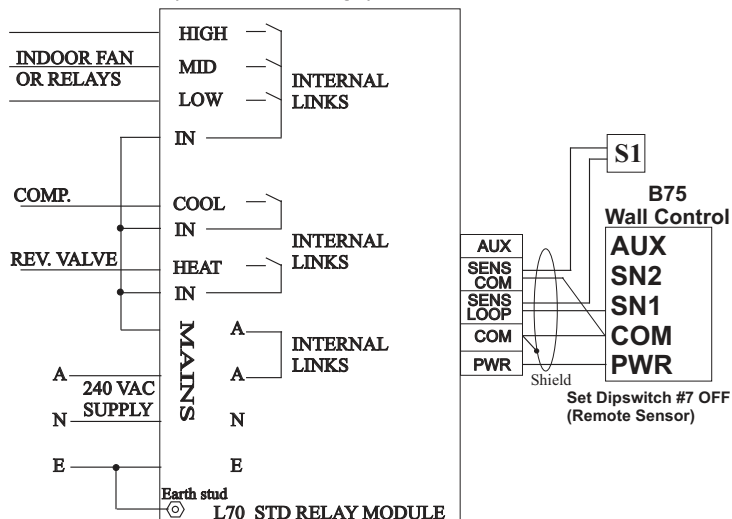 HIGH
INDOOR FAN
OR RELAYS
MID
INTERNAL
LINKS
LOW
IN
S1
B75
Wall Control
COMP.
COOL
IN
REV. VALVE
HEAT
INTERNAL
LINKS
IN
AUX
SENS
COM
SENS
LOOP
COM
PWR
Shield
AUX
SN2
SN1
COM
PWR
Set Dipswitch #7 OFF
(Remote Sensor)
MAINS
A
INTERNAL
LINKS
A
A
240 VAC
SUPPLY
N
N
E
E
Earth stud
L70 STD RELAY MODULE